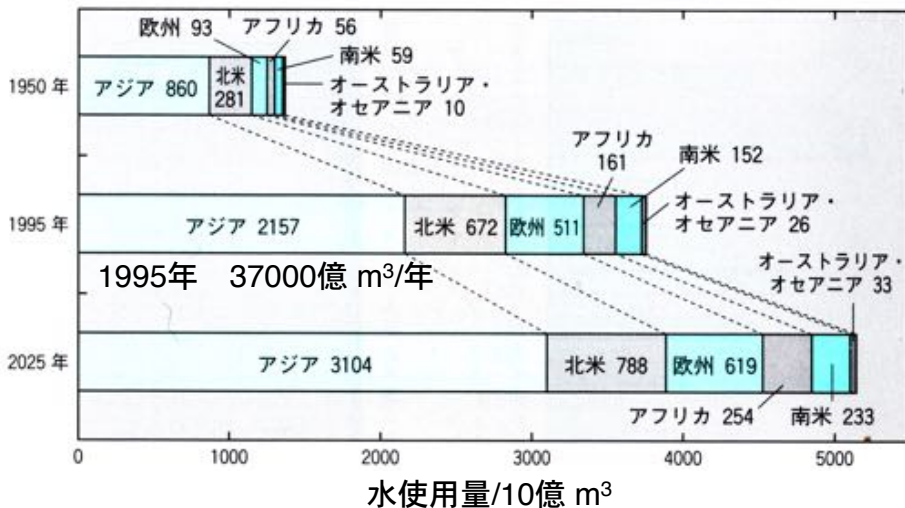 欧州 93
アフリカ 56
南米 59
1950 年
アジア 860
北米
281
オーストラリア・
オセアニア 10
アフリカ
161
南米 152
1995 年
アジア 2157
北米 672
欧州 511
オーストラリア・
オセアニア 26
1995年 37000億 m³/年
オーストラリア・
オセアニア 33
2025 年
アジア 3104
北米 788
欧州 619
アフリカ 254
南米 233
0 1000 2000 3000 4000 5000
水使用量/10億 m³